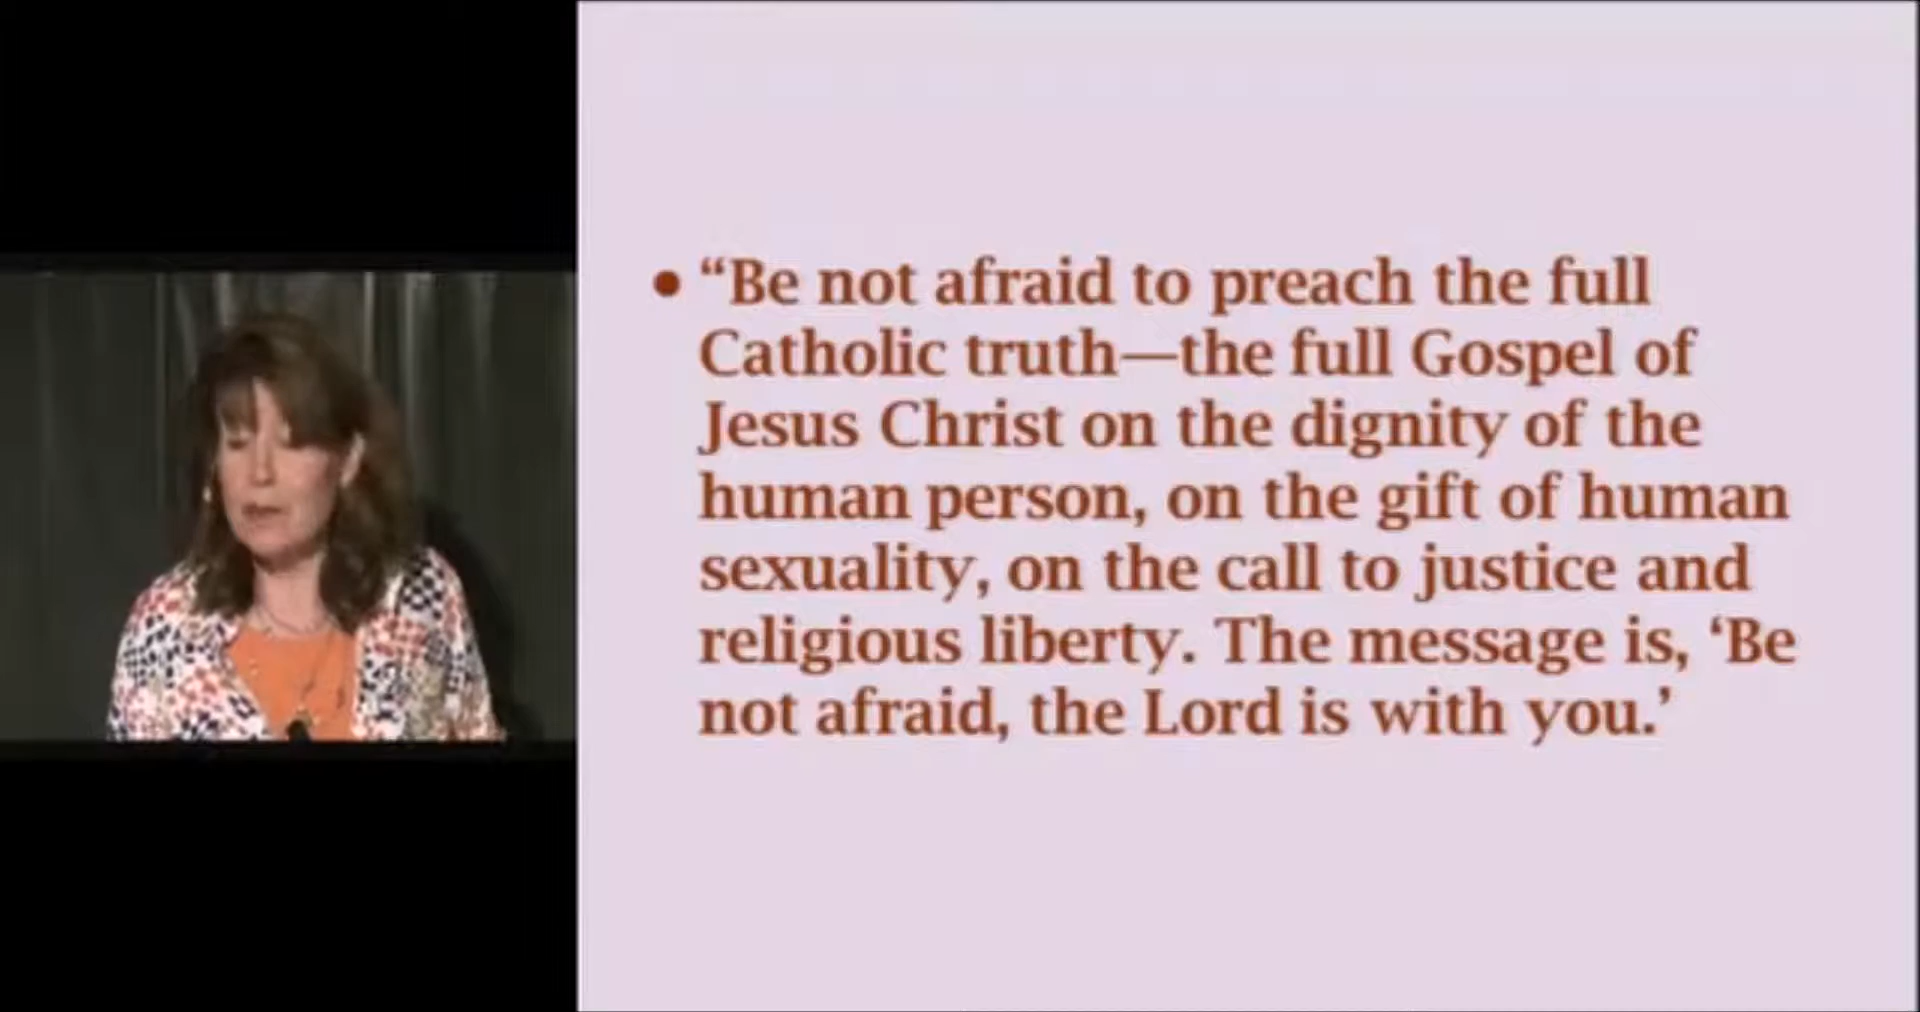 • “Be not afraid to preach the full
Catholic truth—the full Gospel of
Jesus Christ on the dignity of the
human person, on the gift of human
sexuality, on the call to justice and
religious liberty. The message is, ‘Be
not afraid, the Lord is with you.’